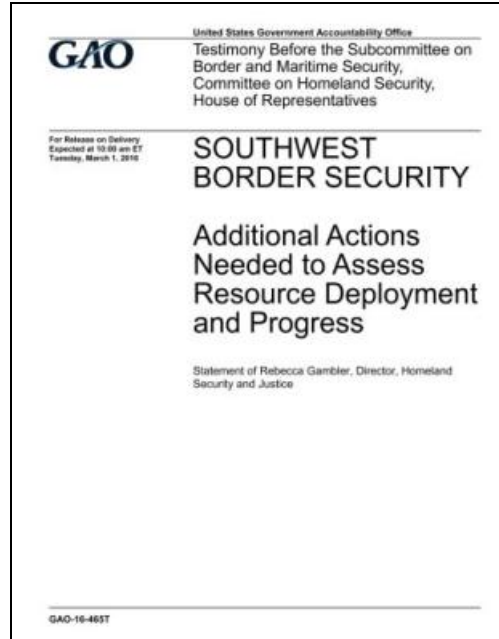 United States Government Accountability Office
GAO
Testimony Before the Subcommittee on
Border and Maritime Security,
Committee on Homeland Security,
House of Representatives
For Release on Delivery
Expected at 10:00 am ET
Tuesday, March 1, 2016
SOUTHWEST
BORDER SECURITY
Additional Actions
Needed to Assess
Resource Deployment
and Progress
Statement of Rebecca Gambler, Director, Homeland
Security and Justice
GAO-16-465T